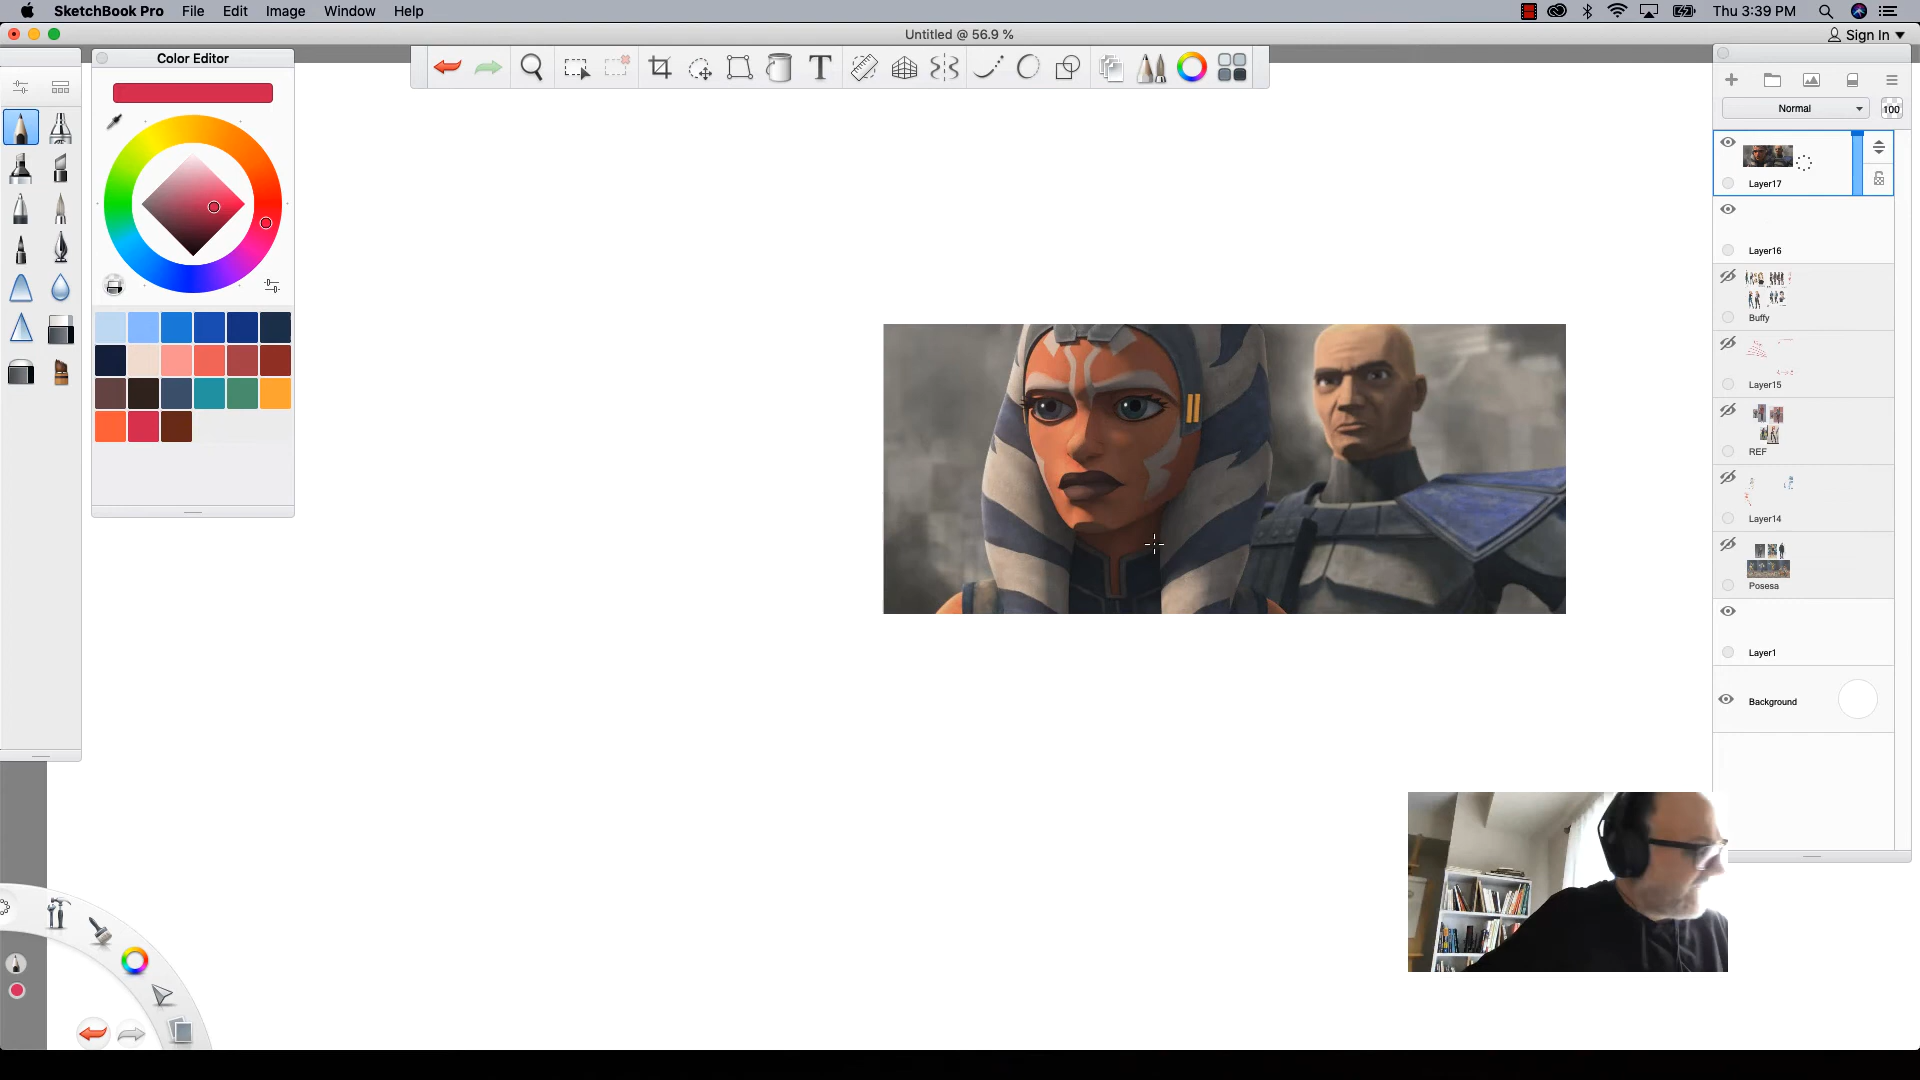 SketchBook Pro File Edit Image Window Help
Thu 3:39 PM
Untitled @ 56.9 %
Sign In
Color Editor
T
Normal
100
Layer17
Layer16
Buffy
Layer15
REF
Layer14
Posesa
Layer1
Background